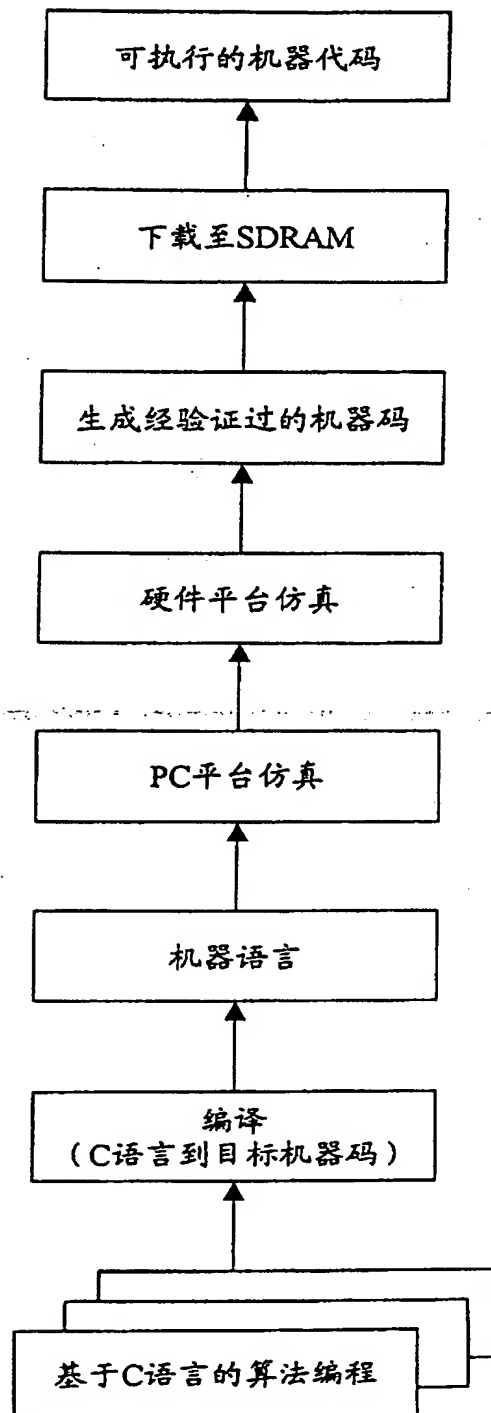 可执行的机器代码
下载至SDRAM
生成经验证过的机器码
硬件平台仿真
PC平台仿真
机器语言
编译
（C语言到目标机器码）
基于C语言的算法编程